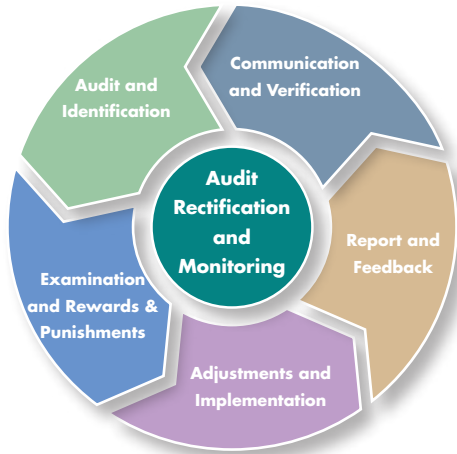 Audit and
Identification
Communication
and Verification
Report and
Feedback
Adjustments and
Implementation
Examination
and Rewards &
Punishments
Audit
Rectification
and
Monitoring